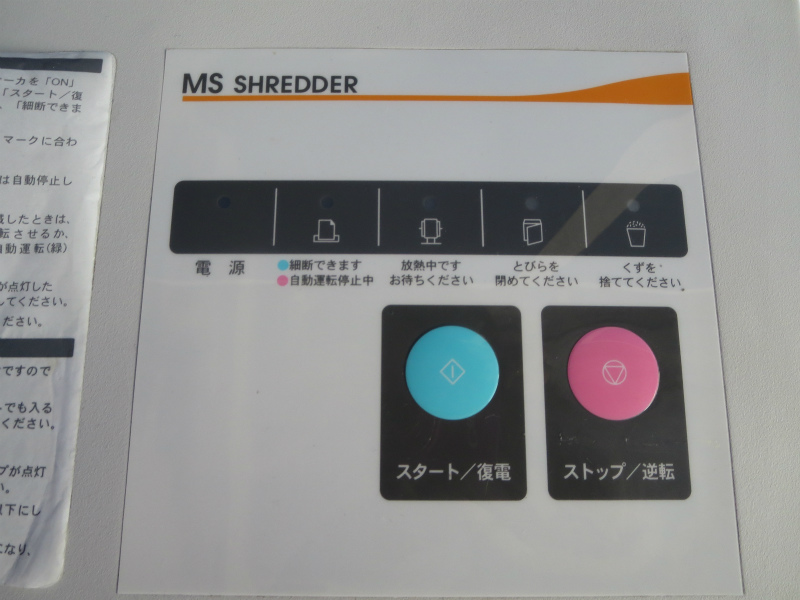 MS SHREDDER
電源
細断できます
自動運転停止中
放熱中です
お待ちください
とびらを
閉めてください
くずを
捨ててください。
スタート／復電
ストップ／逆転
ーカを「ON」
「スタート／復
、「細断できま
マークに合わ
は自動停止し
したときは、
転させるか、
自動運転(緑)
が点灯した
してください。
ださい。
ですので
でも入る
ください。
プが点灯
い。
以下にし
になり、